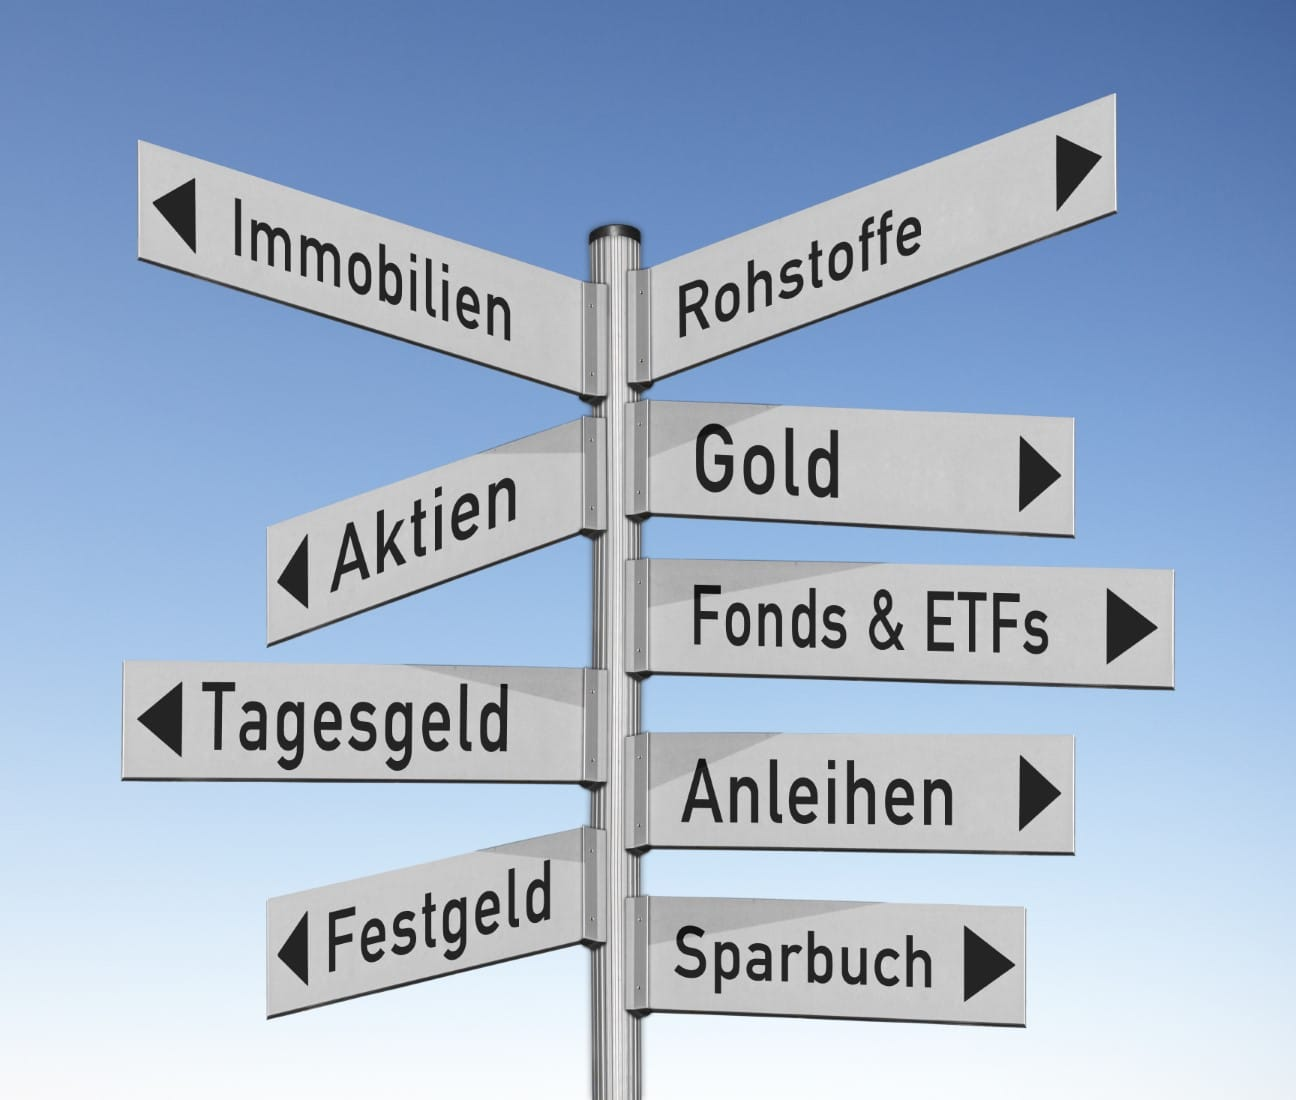 Immobilien
Rohstoffe
Aktien
Gold
Fonds & ETFs
Tagesgeld
Anleihen
Festgeld
Sparbuch